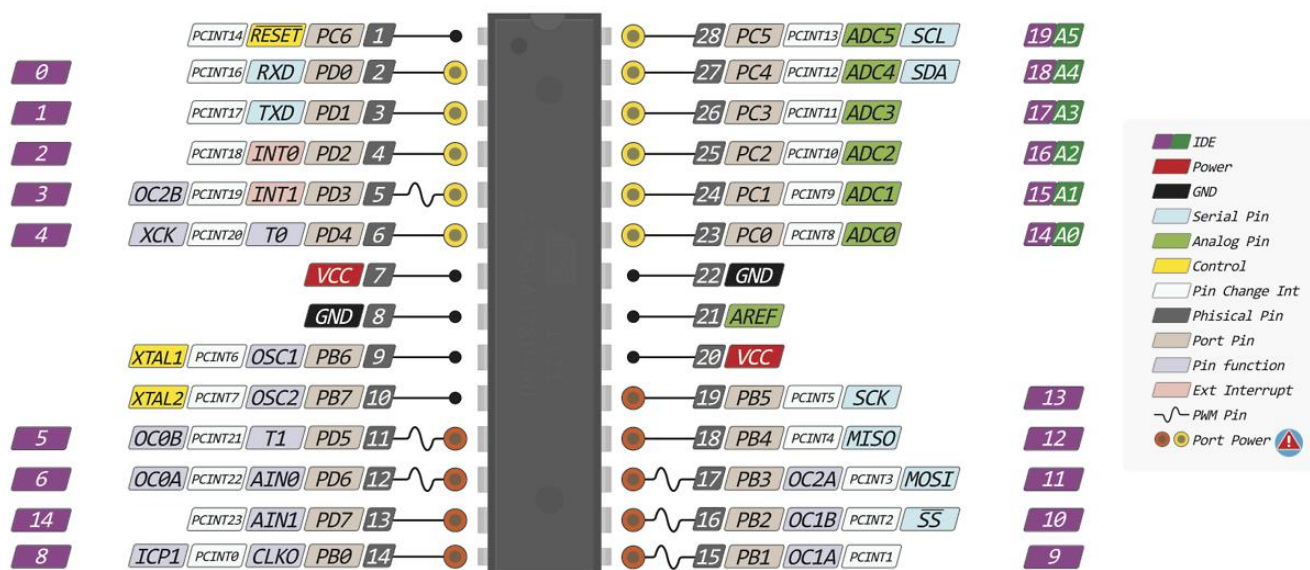 PCINT14 RESET PC6 1 28 PC5 PCINT13 ADC5 SCL 19 A5
0 PCINT16 RXD PD0 2 27 PC4 PCINT12 ADC4 SDA 18 A4
1 PCINT17 TXD PD1 3 26 PC3 PCINT11 ADC3 17 A3
2 PCINT18 INT0 PD2 4 25 PC2 PCINT10 ADC2 16 A2
3 OC2B PCINT19 INT1 PD3 5 24 PC1 PCINT9 ADC1 15 A1
4 XCK PCINT20 T0 PD4 6 23 PC0 PCINT8 ADC0 14 A0
VCC 7 22 GND
GND 8 21 AREF
XTAL1 PCINT6 OSC1 PB6 9 20 VCC
XTAL2 PCINT7 OSC2 PB7 10 19 PB5 PCINT5 SCK 13
5 OC0B PCINT21 T1 PD5 11 18 PB4 PCINT4 MISO 12
6 OC0A PCINT22 AIN0 PD6 12 17 PB3 OC2A PCINT3 MOSI 11
14 PCINT23 AIN1 PD7 13 16 PB2 OC1B PCINT2 SS 10
8 ICP1 PCINT0 CLKO PB0 14 15 PB1 OC1A PCINT1 9
IDE
Power
GND
Serial Pin
Analog Pin
Control
Pin Change Int
Phisical Pin
Port Pin
Pin function
Ext Interrupt
PWM Pin
Port Power